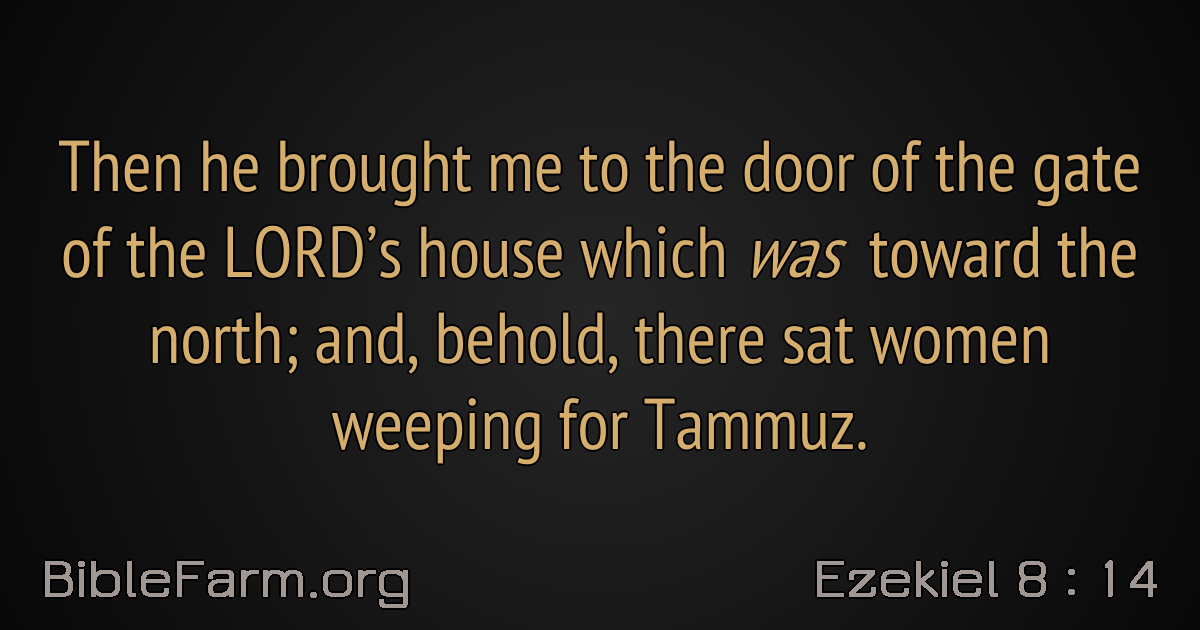 Then he brought me to the door of the gate
of the LORD’s house which was toward the
north; and, behold, there sat women
weeping for Tammuz.
BibleFarm.org
Ezekiel 8 : 14